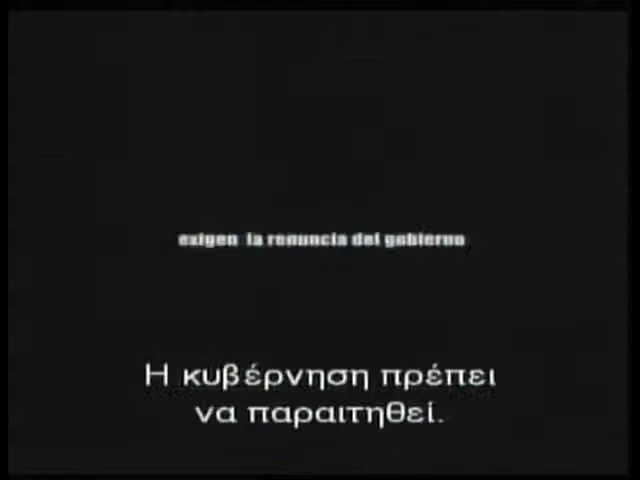 exigen la renuncia del gobierno
Η κυβέρνηση πρέπει
να παραιτηθεί.